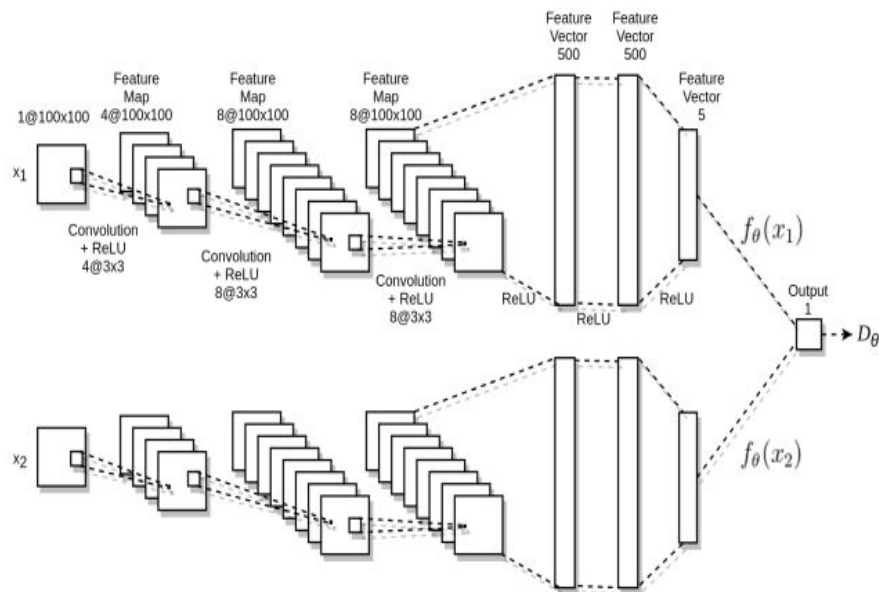 Feature
Vector
500
Feature
Vector
500
Feature
Map
4@100x100
Feature
Map
8@100x100
Feature
Map
8@100x100
Feature
Vector
5
1@100x100
x1
Convolution
+ ReLU
4@3x3
Convolution
+ ReLU
8@3x3
Convolution
+ ReLU
8@3x3
ReLU
ReLU
ReLU
fθ(x1)
Output
1
Dθ
x2
fθ(x2)